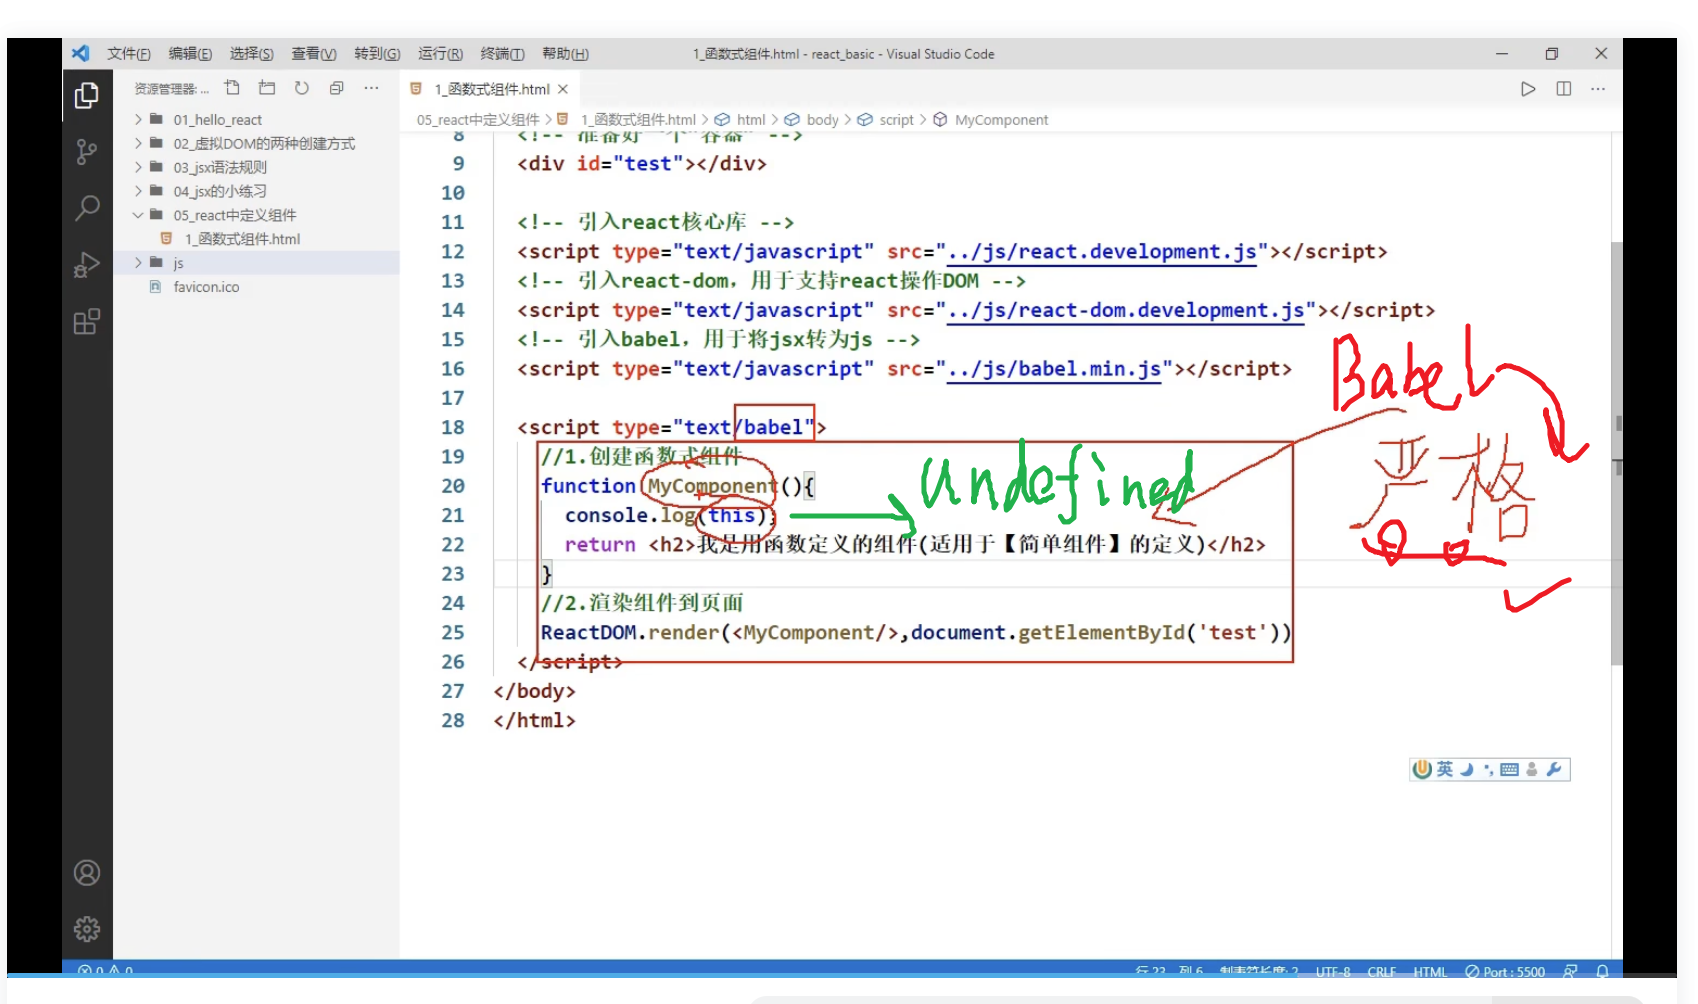 文件(F) 编辑(E) 选择(S) 查看(V) 转到(G) 运行(R) 终端(T) 帮助(H) 1_函数式组件.html - react_basic - Visual Studio Code
资源管理器: ... 1_函数式组件.html
05_react中定义组件 > 1_函数式组件.html > html > body > script > MyComponent
01_hello_react
02_虚拟DOM的两种创建方式
03_jsx语法规则
04_jsx的小练习
05_react中定义组件
1_函数式组件.html
js
favicon.ico
8 <!-- 准备好一个"容器" -->
9 <div id="test"></div>
10
11 <!-- 引入react核心库 -->
12 <script type="text/javascript" src="../js/react.development.js"></script>
13 <!-- 引入react-dom，用于支持react操作DOM -->
14 <script type="text/javascript" src="../js/react-dom.development.js"></script>
15 <!-- 引入babel，用于将jsx转为js -->
16 <script type="text/javascript" src="../js/babel.min.js"></script>
17
18 <script type="text/babel">
19 //1.创建函数式组件
20 function MyComponent(){
21 console.log(this);
22 return <h2>我是用函数定义的组件(适用于【简单组件】的定义)</h2>
23 }
24 //2.渲染组件到页面
25 ReactDOM.render(<MyComponent/>,document.getElementById('test'))
26 </script>
27 </body>
28 </html>
Babel
严格
undefined
英
0 0 行 23 列 6 制表符长度: 2 UTF-8 CRLF HTML Port : 5500